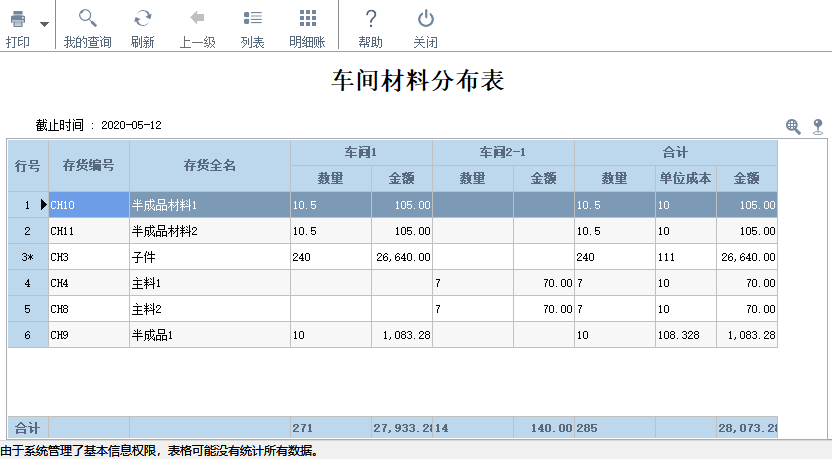 打印 我的查询 刷新 上一级 列表 明细账 ? 帮助 关闭
车间材料分布表
截止时间 : 2020-05-12
行号 存货编号 存货全名 车间1 车间2-1 合计
数量 金额 数量 金额 数量 单位成本 金额
1 CH10 半成品材料1 10.5 105.00 10.5 10 105.00
2 CH11 半成品材料2 10.5 105.00 10.5 10 105.00
3* CH3 子件 240 26,640.00 240 111 26,640.00
4 CH4 主料1 7 70.00 7 10 70.00
5 CH8 主料2 7 70.00 7 10 70.00
6 CH9 半成品1 10 1,083.28 10 108.328 1,083.28
合计 271 27,933.28 14 140.00 285 28,073.28
由于系统管理了基本信息权限，表格可能没有统计所有数据。